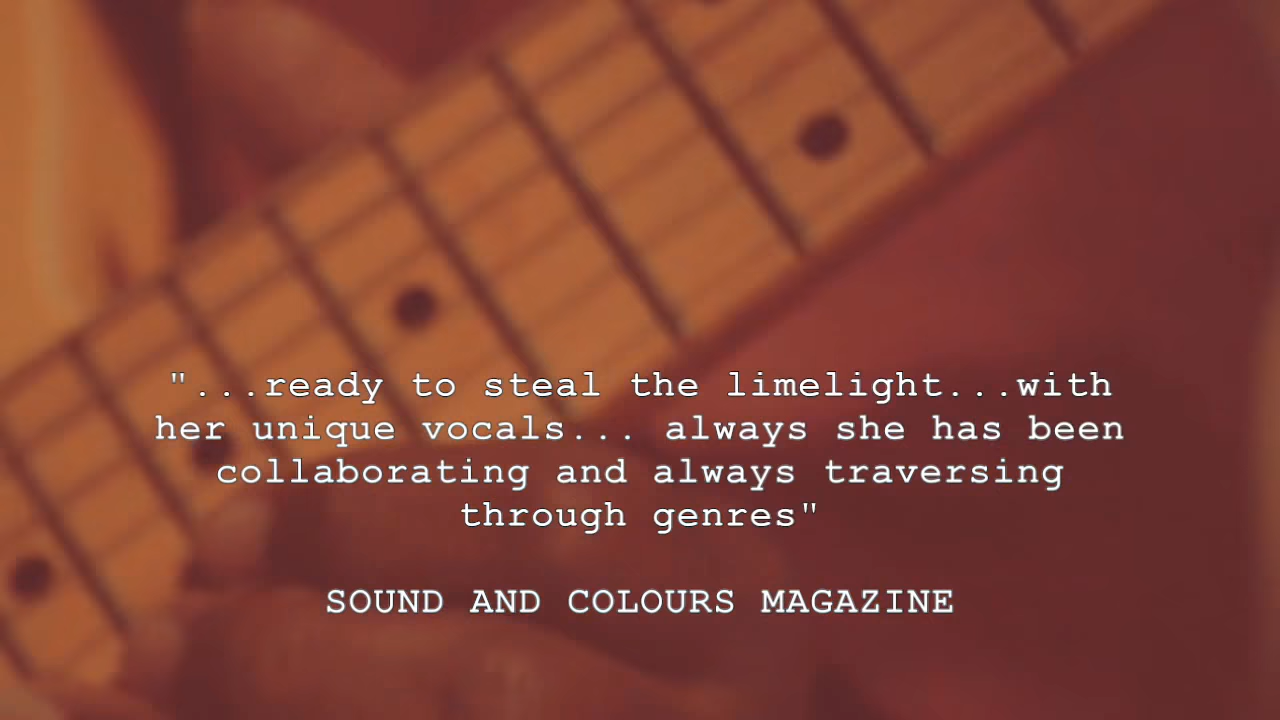 "...ready to steal the limelight...with
her unique vocals... always she has been
collaborating and always traversing
through genres"
SOUND AND COLOURS MAGAZINE